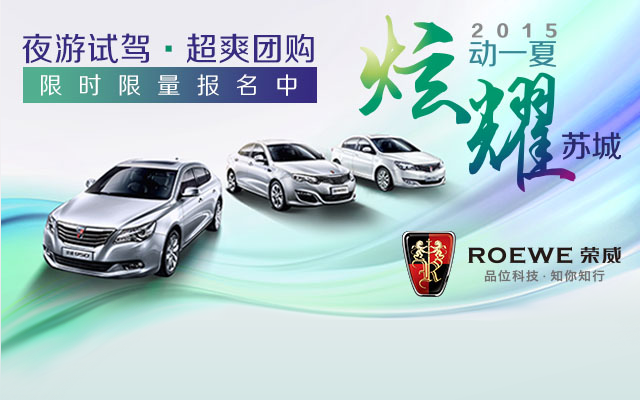 夜游试驾·超爽团购
限时限量报名中
2015
炫动一夏
耀苏城
ROEWE 荣威
品位科技·知你知行